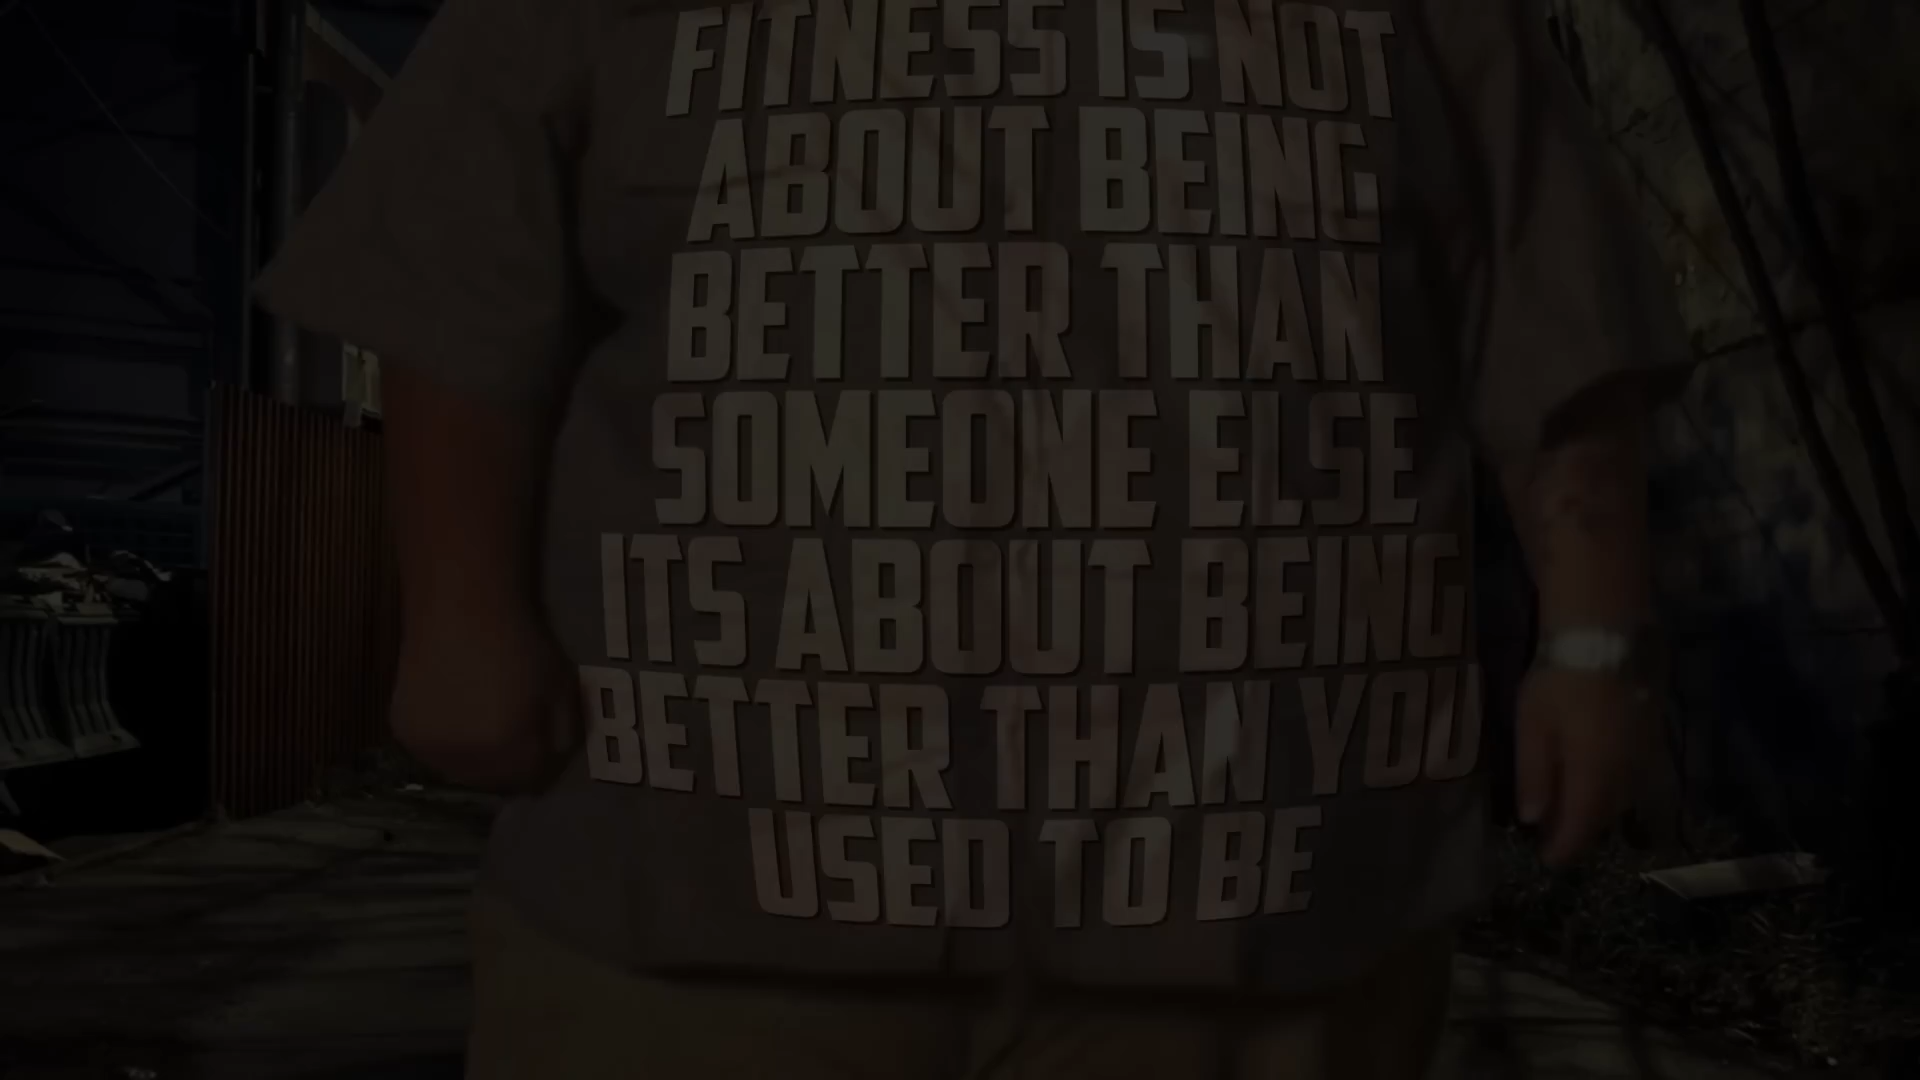 FITNESS IS NOT
ABOUT BEING
BETTER THAN
SOMEONE ELSE
ITS ABOUT BEING
BETTER THAN YOU
USED TO BE